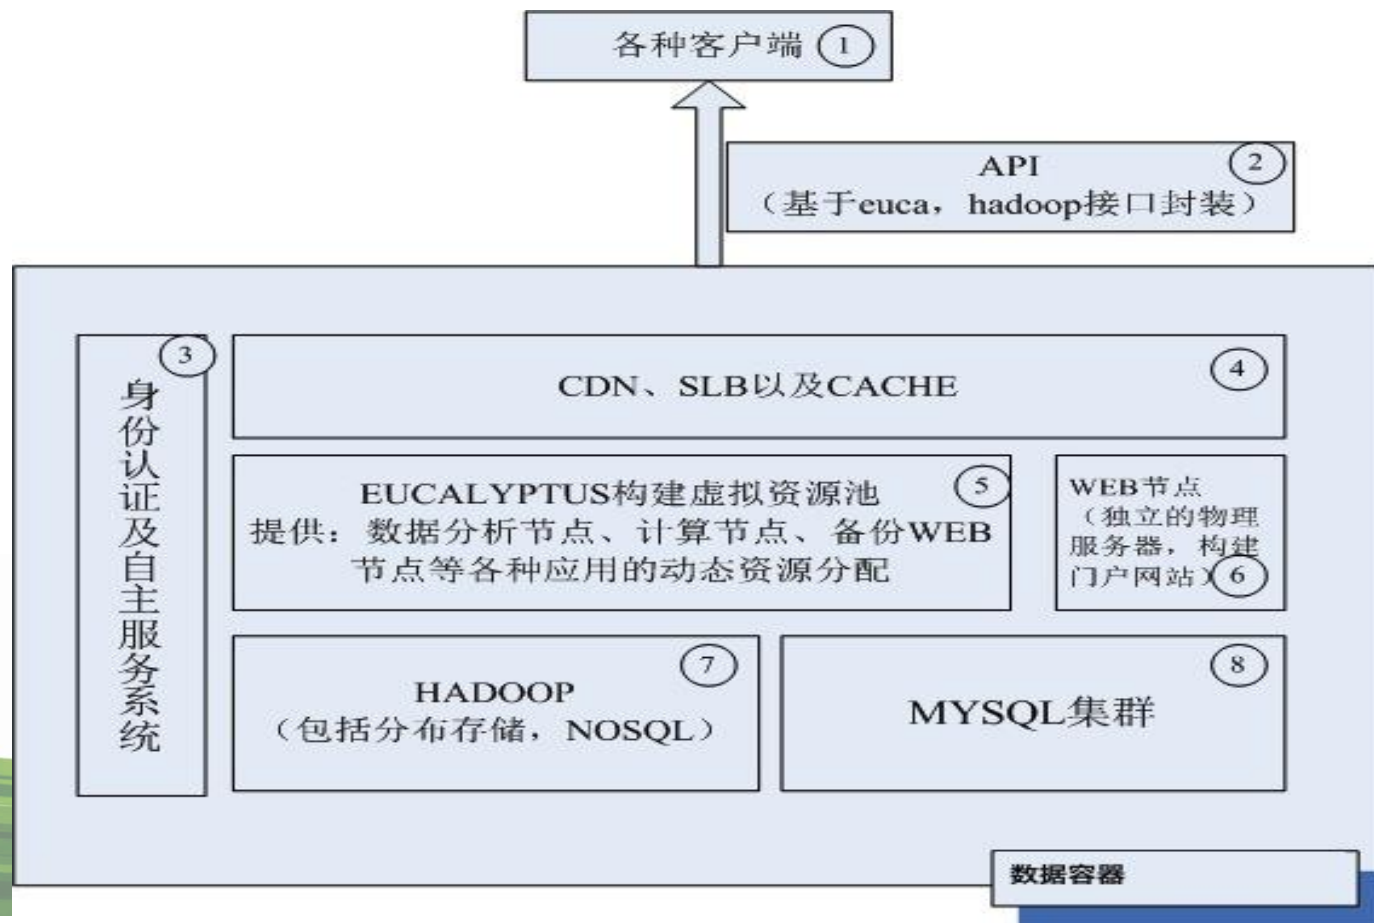 各种客户端 1
API 2
（基于euca，hadoop接口封装）
身份认证及自主服务系统 3
CDN、SLB以及CACHE 4
EUCALYPTUS构建虚拟资源池 5
提供：数据分析节点、计算节点、备份WEB
节点等各种应用的动态资源分配
WEB节点
（独立的物理
服务器，构建
门户网站） 6
HADOOP 7
（包括分布存储，NOSQL）
MYSQL集群 8
数据容器